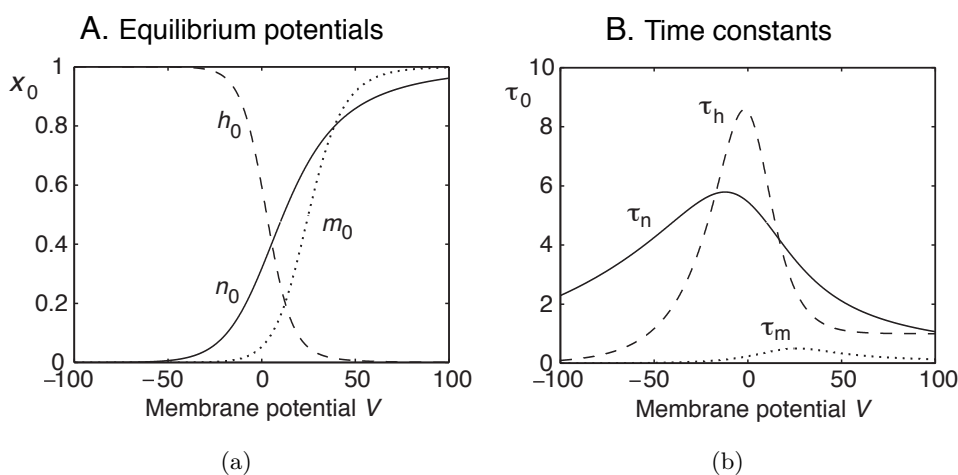 A. Equilibrium potentials
x₀
1
0.8
0.6
0.4
0.2
0
h₀
n₀
m₀
−100
−50
0
50
100
Membrane potential V
(a)
B. Time constants
τ₀
10
8
6
4
2
0
τₕ
τₙ
τₘ
−100
−50
0
50
100
Membrane potential V
(b)